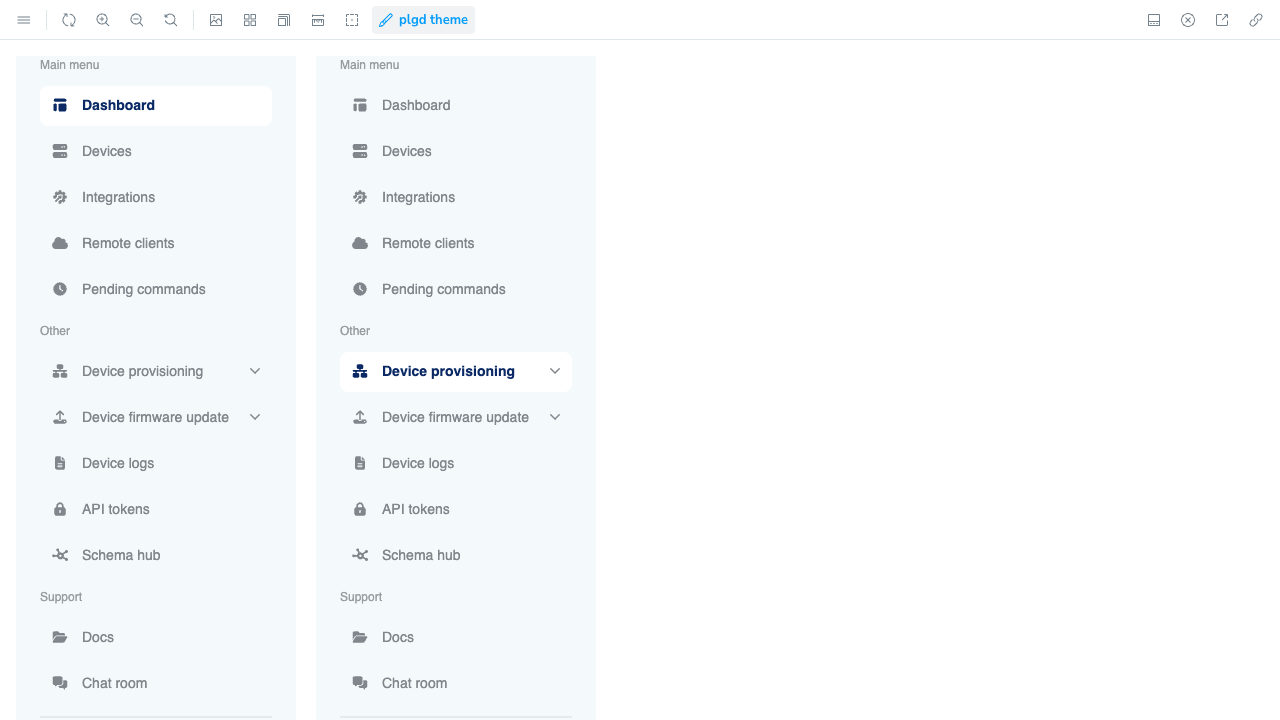 plgd theme
Main menu
Dashboard
Devices
Integrations
Remote clients
Pending commands
Other
Device provisioning
Device firmware update
Device logs
API tokens
Schema hub
Support
Docs
Chat room
Main menu
Dashboard
Devices
Integrations
Remote clients
Pending commands
Other
Device provisioning
Device firmware update
Device logs
API tokens
Schema hub
Support
Docs
Chat room